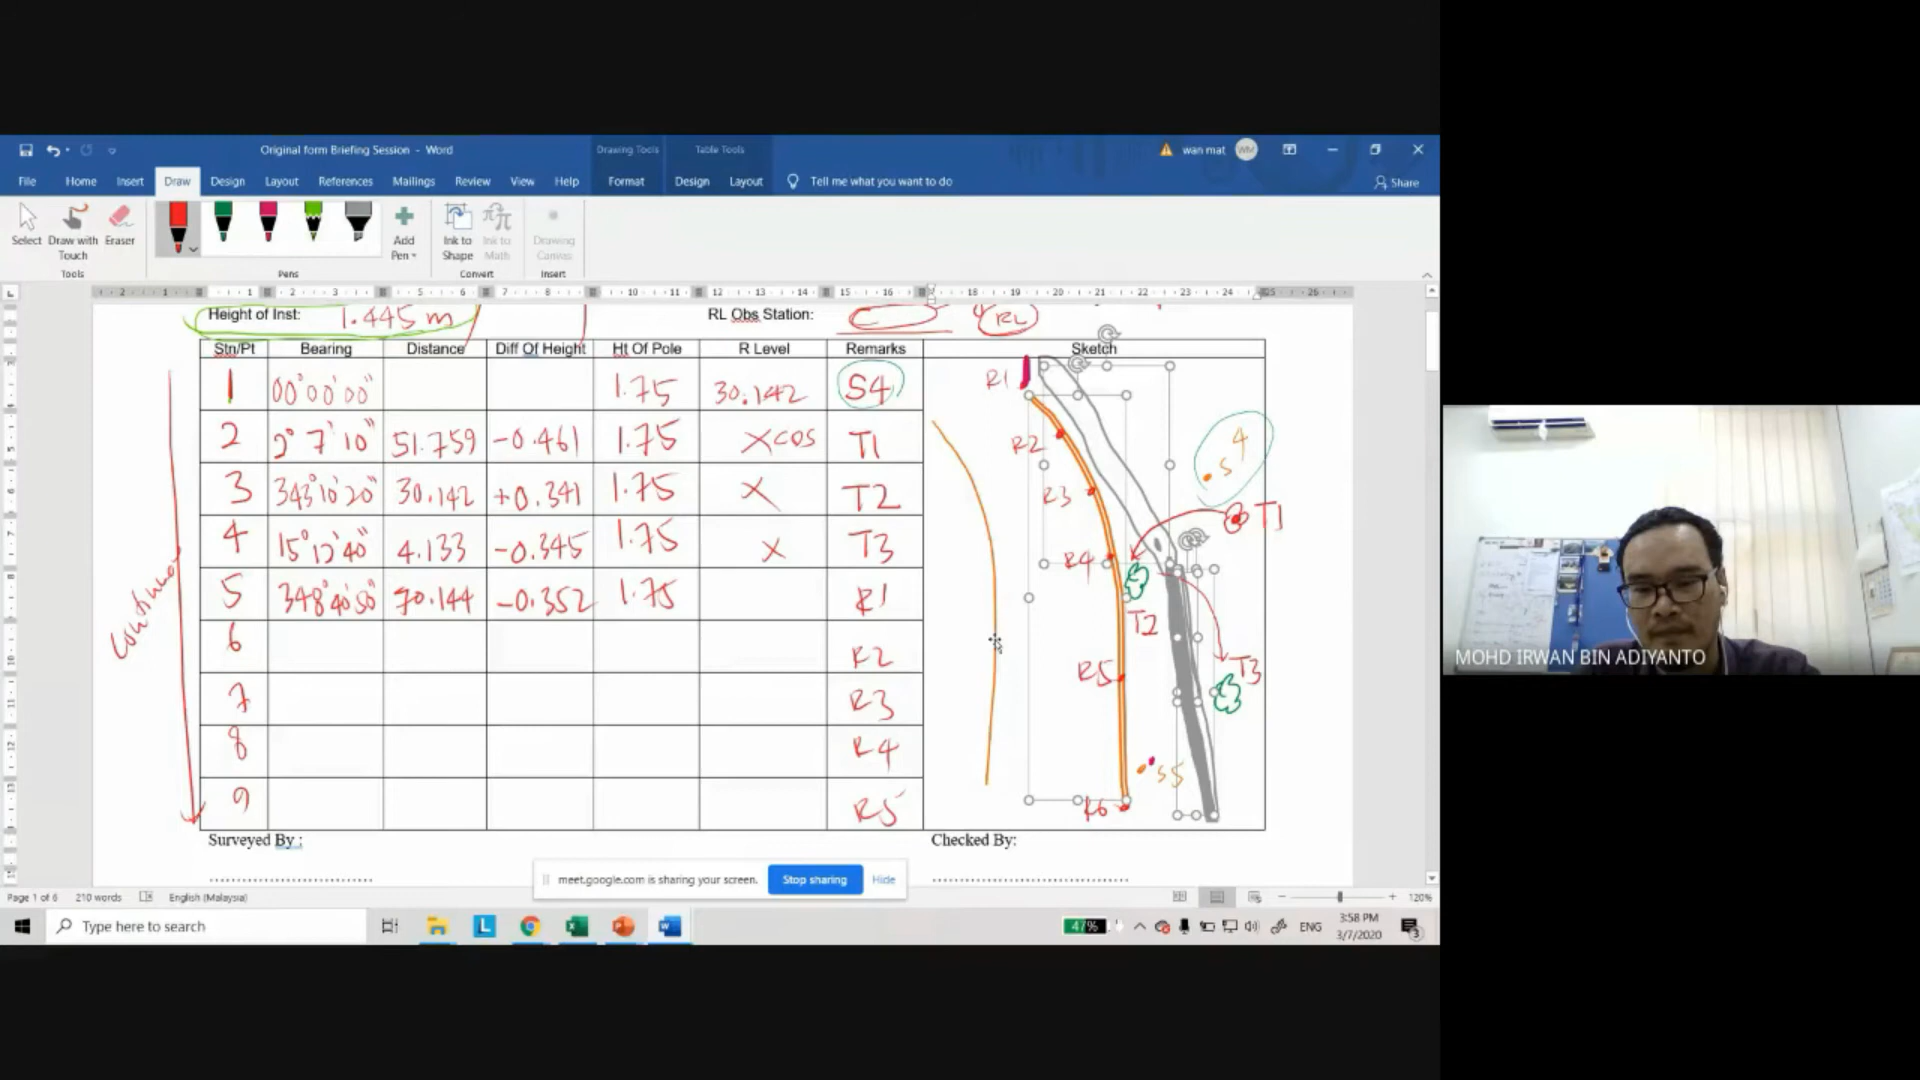 Original form Briefing Session - Word
Drawing Tools
Table Tools
wan mat
WM
File Home Insert Draw Design Layout References Mailings Review View Help Format Design Layout Tell me what you want to do
Share
Select
Draw with Touch
Eraser
Add Pen
Ink to Shape
Ink to Math
Drawing Canvas
Tools
Pens
Convert
Insert
Height of Inst: 1.445 m
RL Obs Station:
RL
Stn/Pt Bearing Distance Diff Of Height Ht Of Pole R Level Remarks Sketch
1 00°00'00" 1.75 30.142 S4
2 2° 7' 10" 51.759 -0.461 1.75 X cos T1
3 343°10'20" 30.142 +0.341 1.75 X T2
4 15°12'40" 4.133 -0.345 1.75 X T3
5 348°40'50" 70.144 -0.352 1.75 R1
6 R2
7 R3
8 R4
9 R5
R1
R2
R3
R4
R5
R6
S4
T1
T2
T3
S5
Surveyed By :
Checked By:
meet.google.com is sharing your screen.
Stop sharing
Hide
Page 1 of 6
210 words
English (Malaysia)
120%
Type here to search
47%
ENG
3:58 PM
3/7/2020
3
MOHD IRWAN BIN ADIYANTO